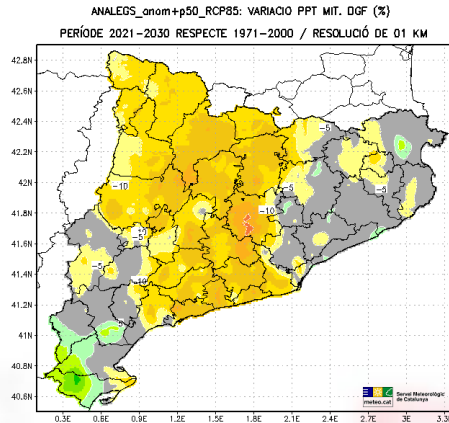 ANALEGS_anom+p50_RCP85: VARIACIO PPT MIT. DGF (%)
PERÍODE 2021-2030 RESPECTE 1971-2000 / RESOLUCIÓ DE 01 KM
42.8N
42.6N
42.4N
42.2N
42N
41.8N
41.6N
41.4N
41.2N
41N
40.8N
40.6N
-5
-5
-5
-10
-10
-10
-5
-5
-5
-10
-5
meteo.cat
Servei Meteorològic
de Catalunya
0.3E 0.6E 0.9E 1.2E 1.5E 1.8E 2.1E 2.4E 2.7E 3E 3.3E